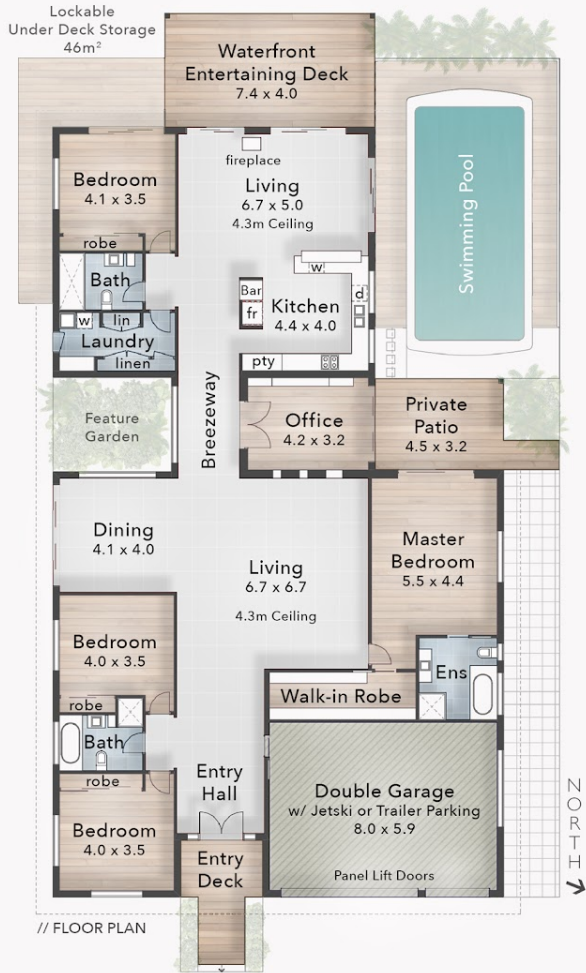 Lockable
Under Deck Storage
46m²
Waterfront
Entertaining Deck
7.4 x 4.0
fireplace
Living
6.7 x 5.0
4.3m Ceiling
Bedroom
4.1 x 3.5
robe
Bath
w
lin
Laundry
linen
Swimming Pool
w
Bar
fr
d
Kitchen
4.4 x 4.0
pty
Feature
Garden
Breezeway
Office
4.2 x 3.2
Private
Patio
4.5 x 3.2
Dining
4.1 x 4.0
Living
6.7 x 6.7
4.3m Ceiling
Master
Bedroom
5.5 x 4.4
Bedroom
4.0 x 3.5
robe
Bath
robe
Bedroom
4.0 x 3.5
Ens
Walk-in Robe
Entry
Hall
Double Garage
w/ Jetski or Trailer Parking
8.0 x 5.9
Panel Lift Doors
Entry
Deck
NORTH
// FLOOR PLAN